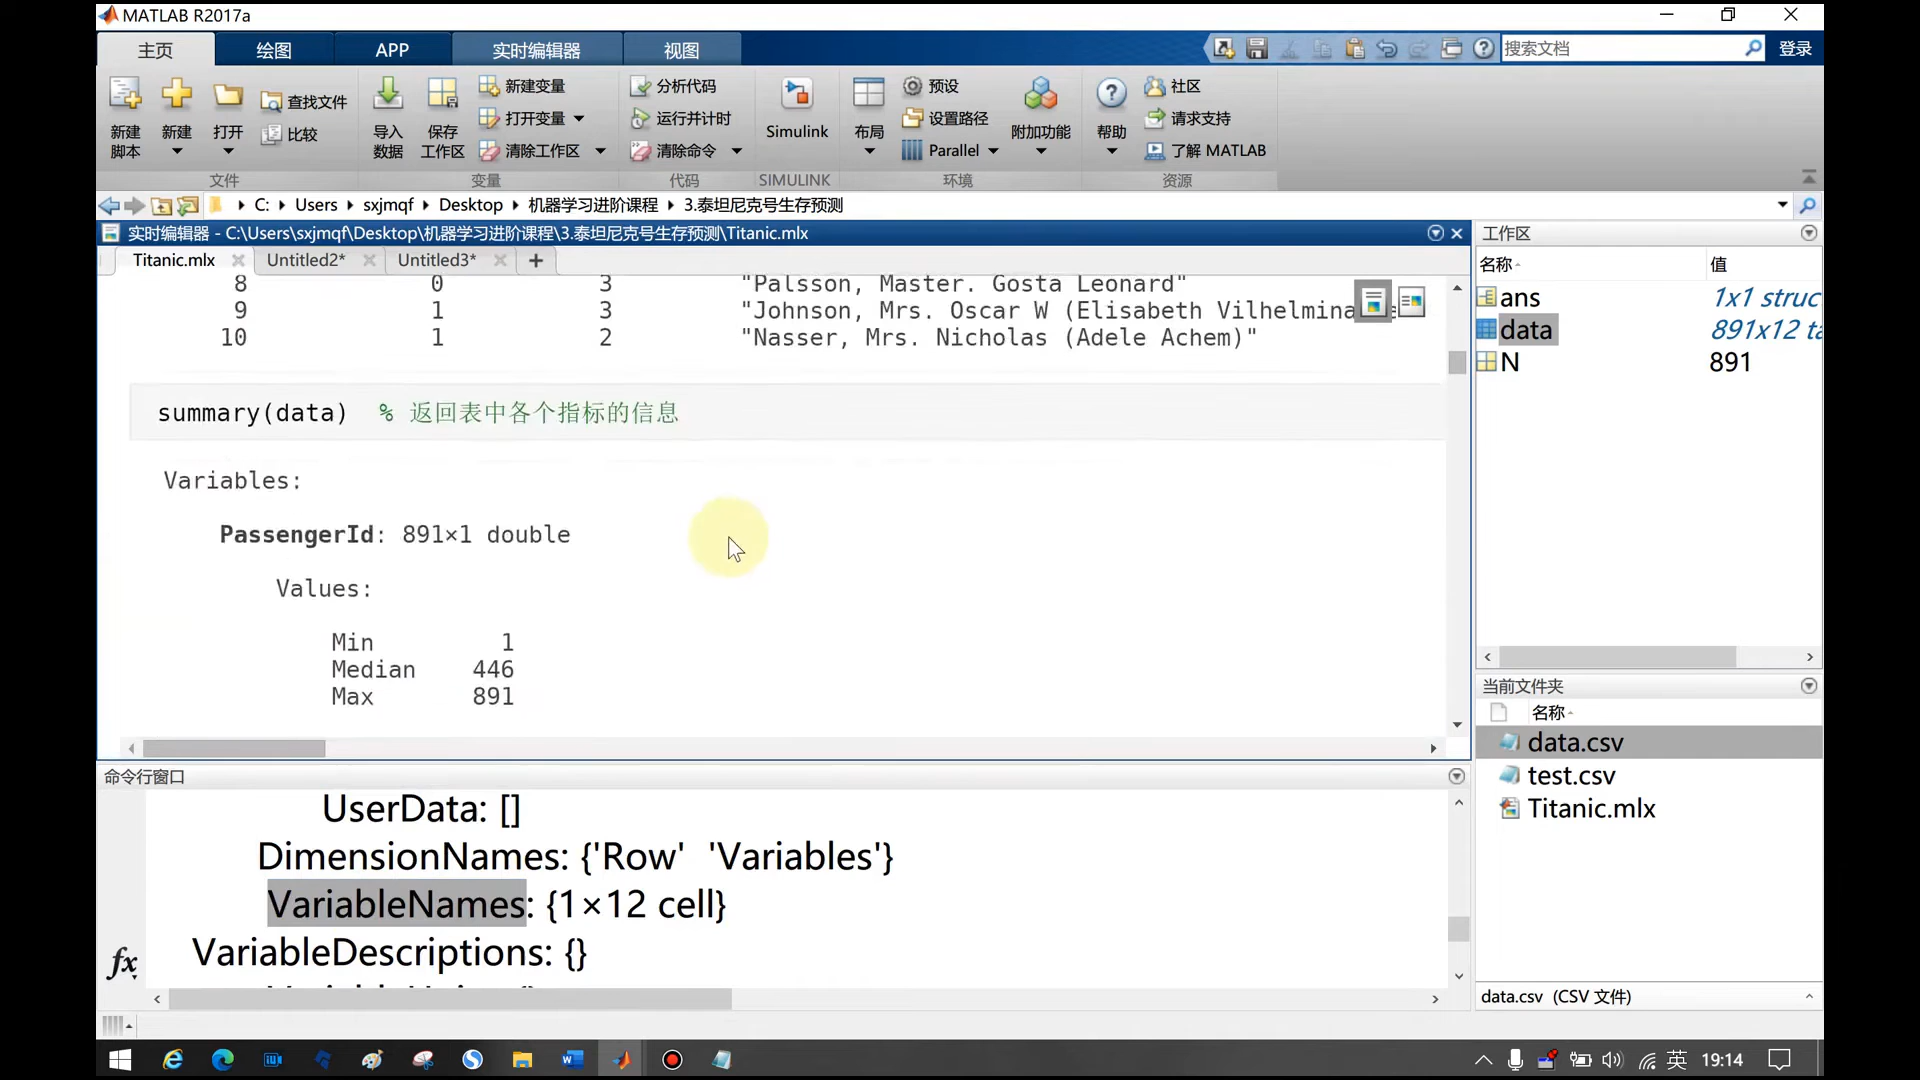 MATLAB R2017a
主页 绘图 APP 实时编辑器 视图 搜索文档 登录
新建脚本 新建 打开 查找文件 比较
导入数据 保存工作区 新建变量 打开变量 清除工作区
分析代码 运行并计时 清除命令
Simulink
布局 预设 设置路径 Parallel 附加功能
帮助 社区 请求支持 了解 MATLAB
文件 变量 代码 SIMULINK 环境 资源
C: Users sxjmqf Desktop 机器学习进阶课程 3.泰坦尼克号生存预测
实时编辑器 - C:\Users\sxjmqf\Desktop\机器学习进阶课程\3.泰坦尼克号生存预测\Titanic.mlx
Titanic.mlx Untitled2* Untitled3*
8 0 3 "Palsson, Master. Gosta Leonard"
9 1 3 "Johnson, Mrs. Oscar W (Elisabeth Vilhelmina
10 1 2 "Nasser, Mrs. Nicholas (Adele Achem)"
summary(data) % 返回表中各个指标的信息
Variables:
PassengerId: 891×1 double
Values:
Min 1
Median 446
Max 891
命令行窗口
UserData: []
DimensionNames: {'Row' 'Variables'}
VariableNames: {1×12 cell}
VariableDescriptions: {}
fx
工作区
名称 值
ans 1x1 struc
data 891x12 ta
N 891
当前文件夹
名称
data.csv
test.csv
Titanic.mlx
data.csv (CSV 文件)
英 19:14